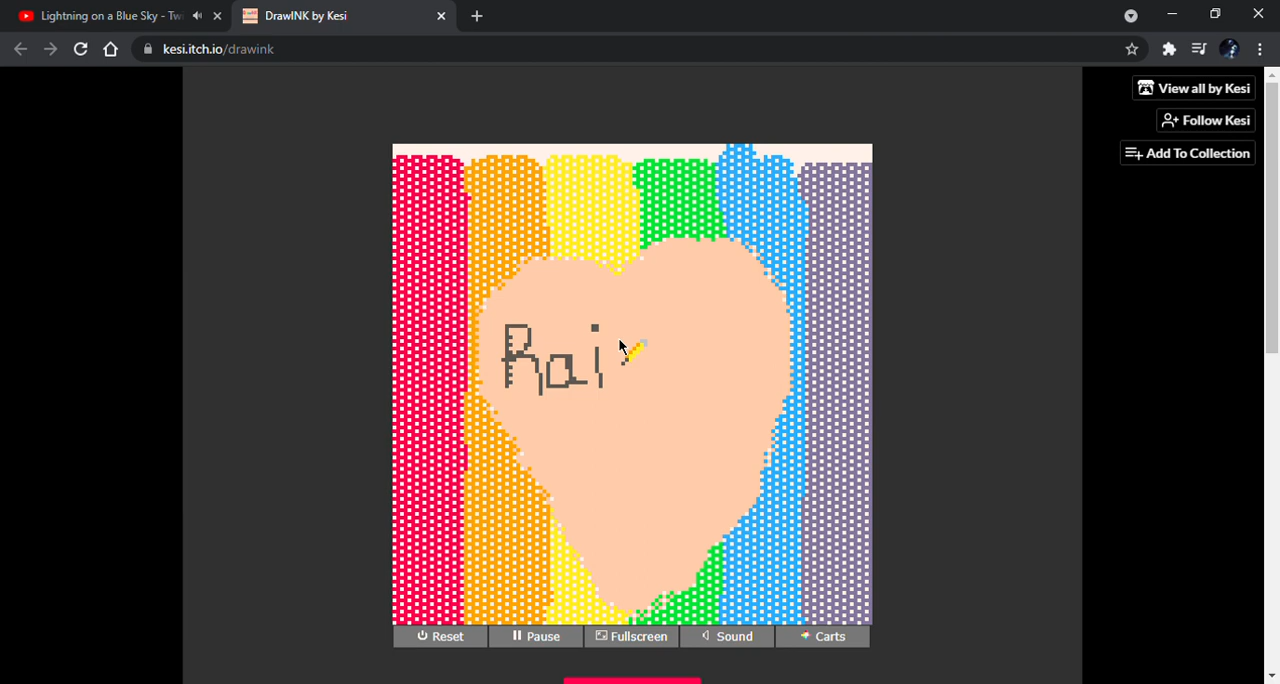 Lightning on a Blue Sky - Tw
DrawINK by Kesi
kesi.itch.io/drawink
View all by Kesi
Follow Kesi
Add To Collection
Rai
Reset Pause Fullscreen Sound Carts